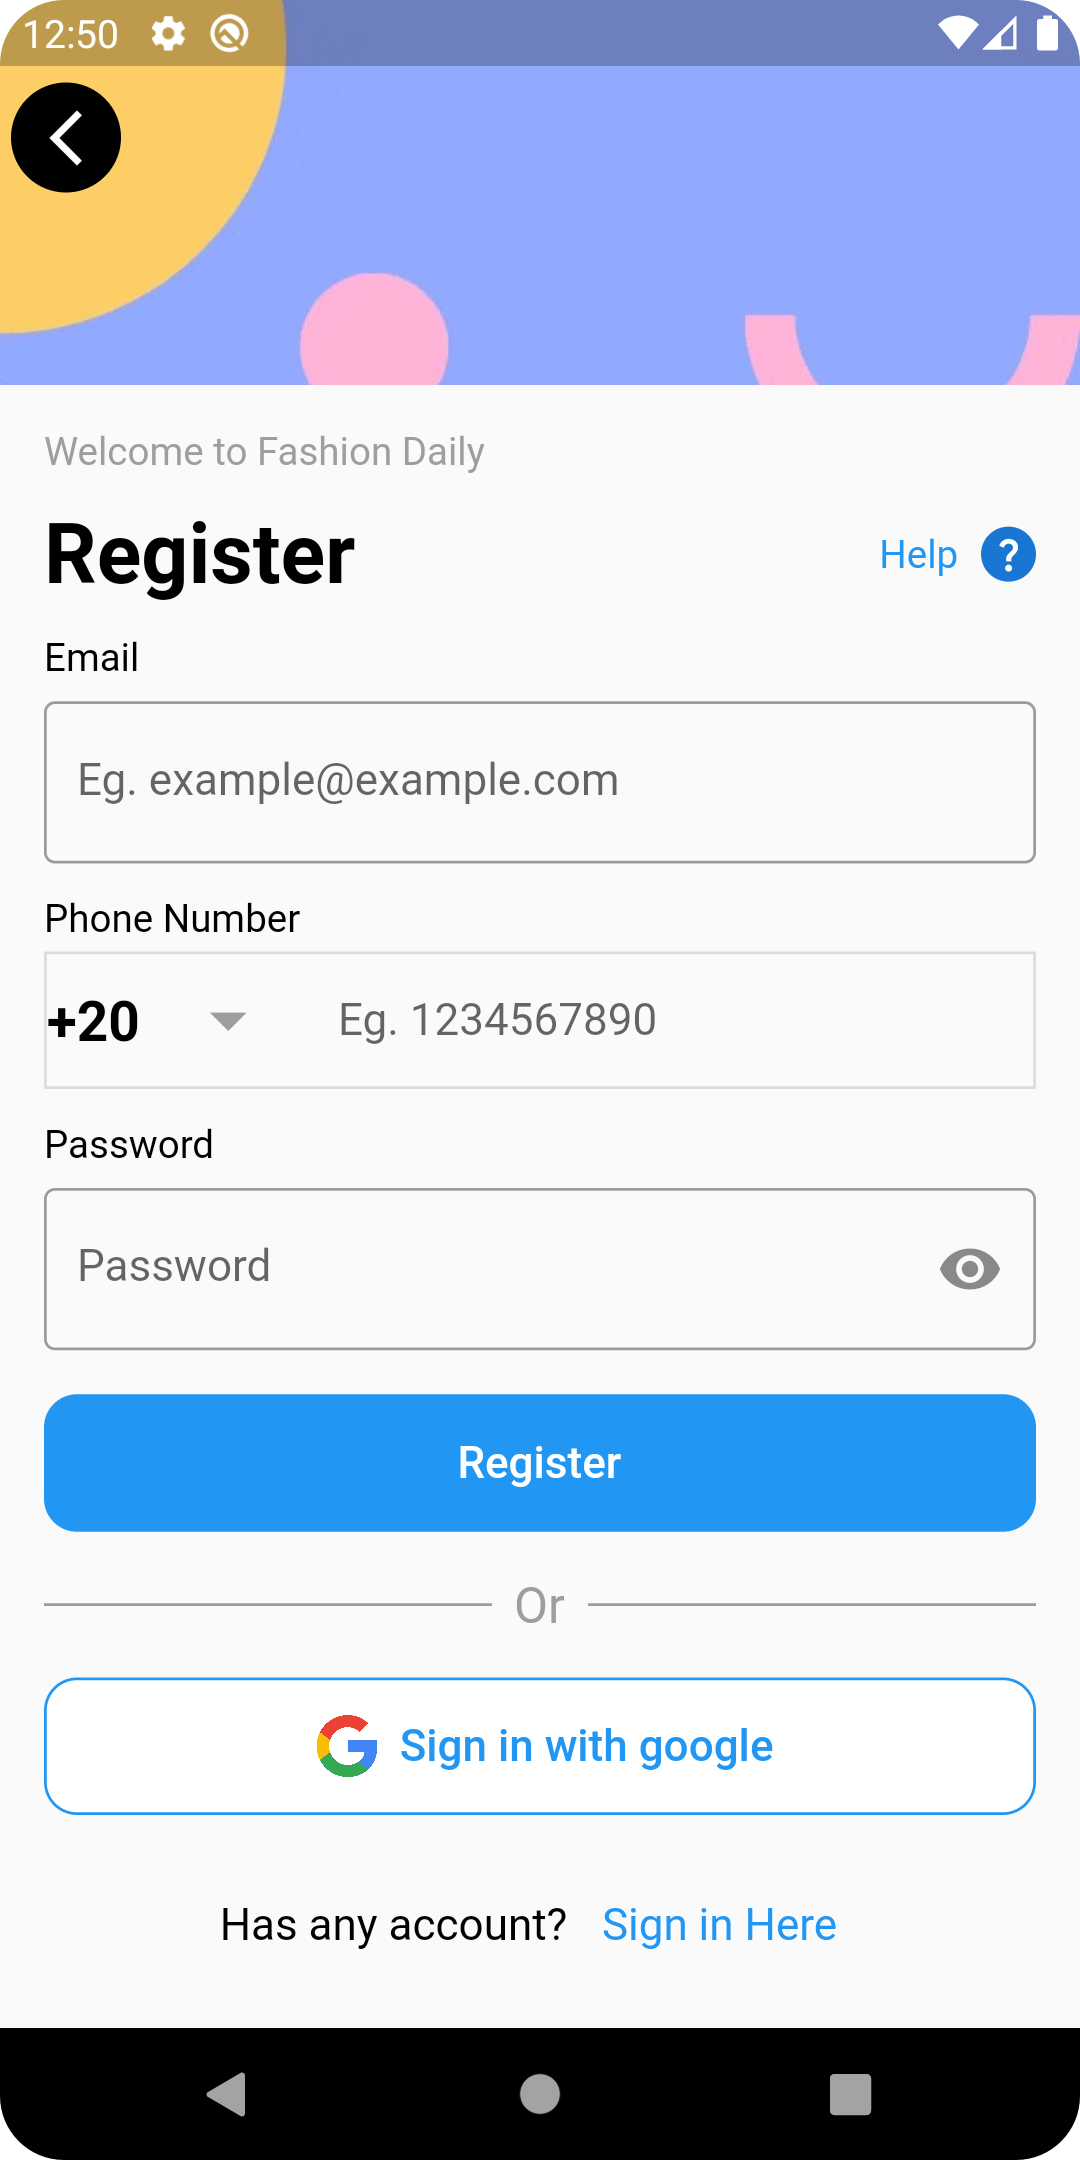 12:50
Welcome to Fashion Daily
Register
Help ?
Email
Eg. example@example.com
Phone Number
+20 Eg. 1234567890
Password
Password
Register
Or
Sign in with google
Has any account? Sign in Here